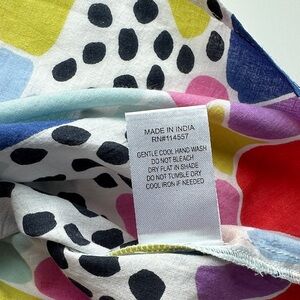 MADE IN INDIA
RN#114557
GENTLE COOL HAND WASH
DO NOT BLEACH
DRY FLAT IN SHADE
DO NOT TUMBLE DRY
COOL IRON IF NEEDED